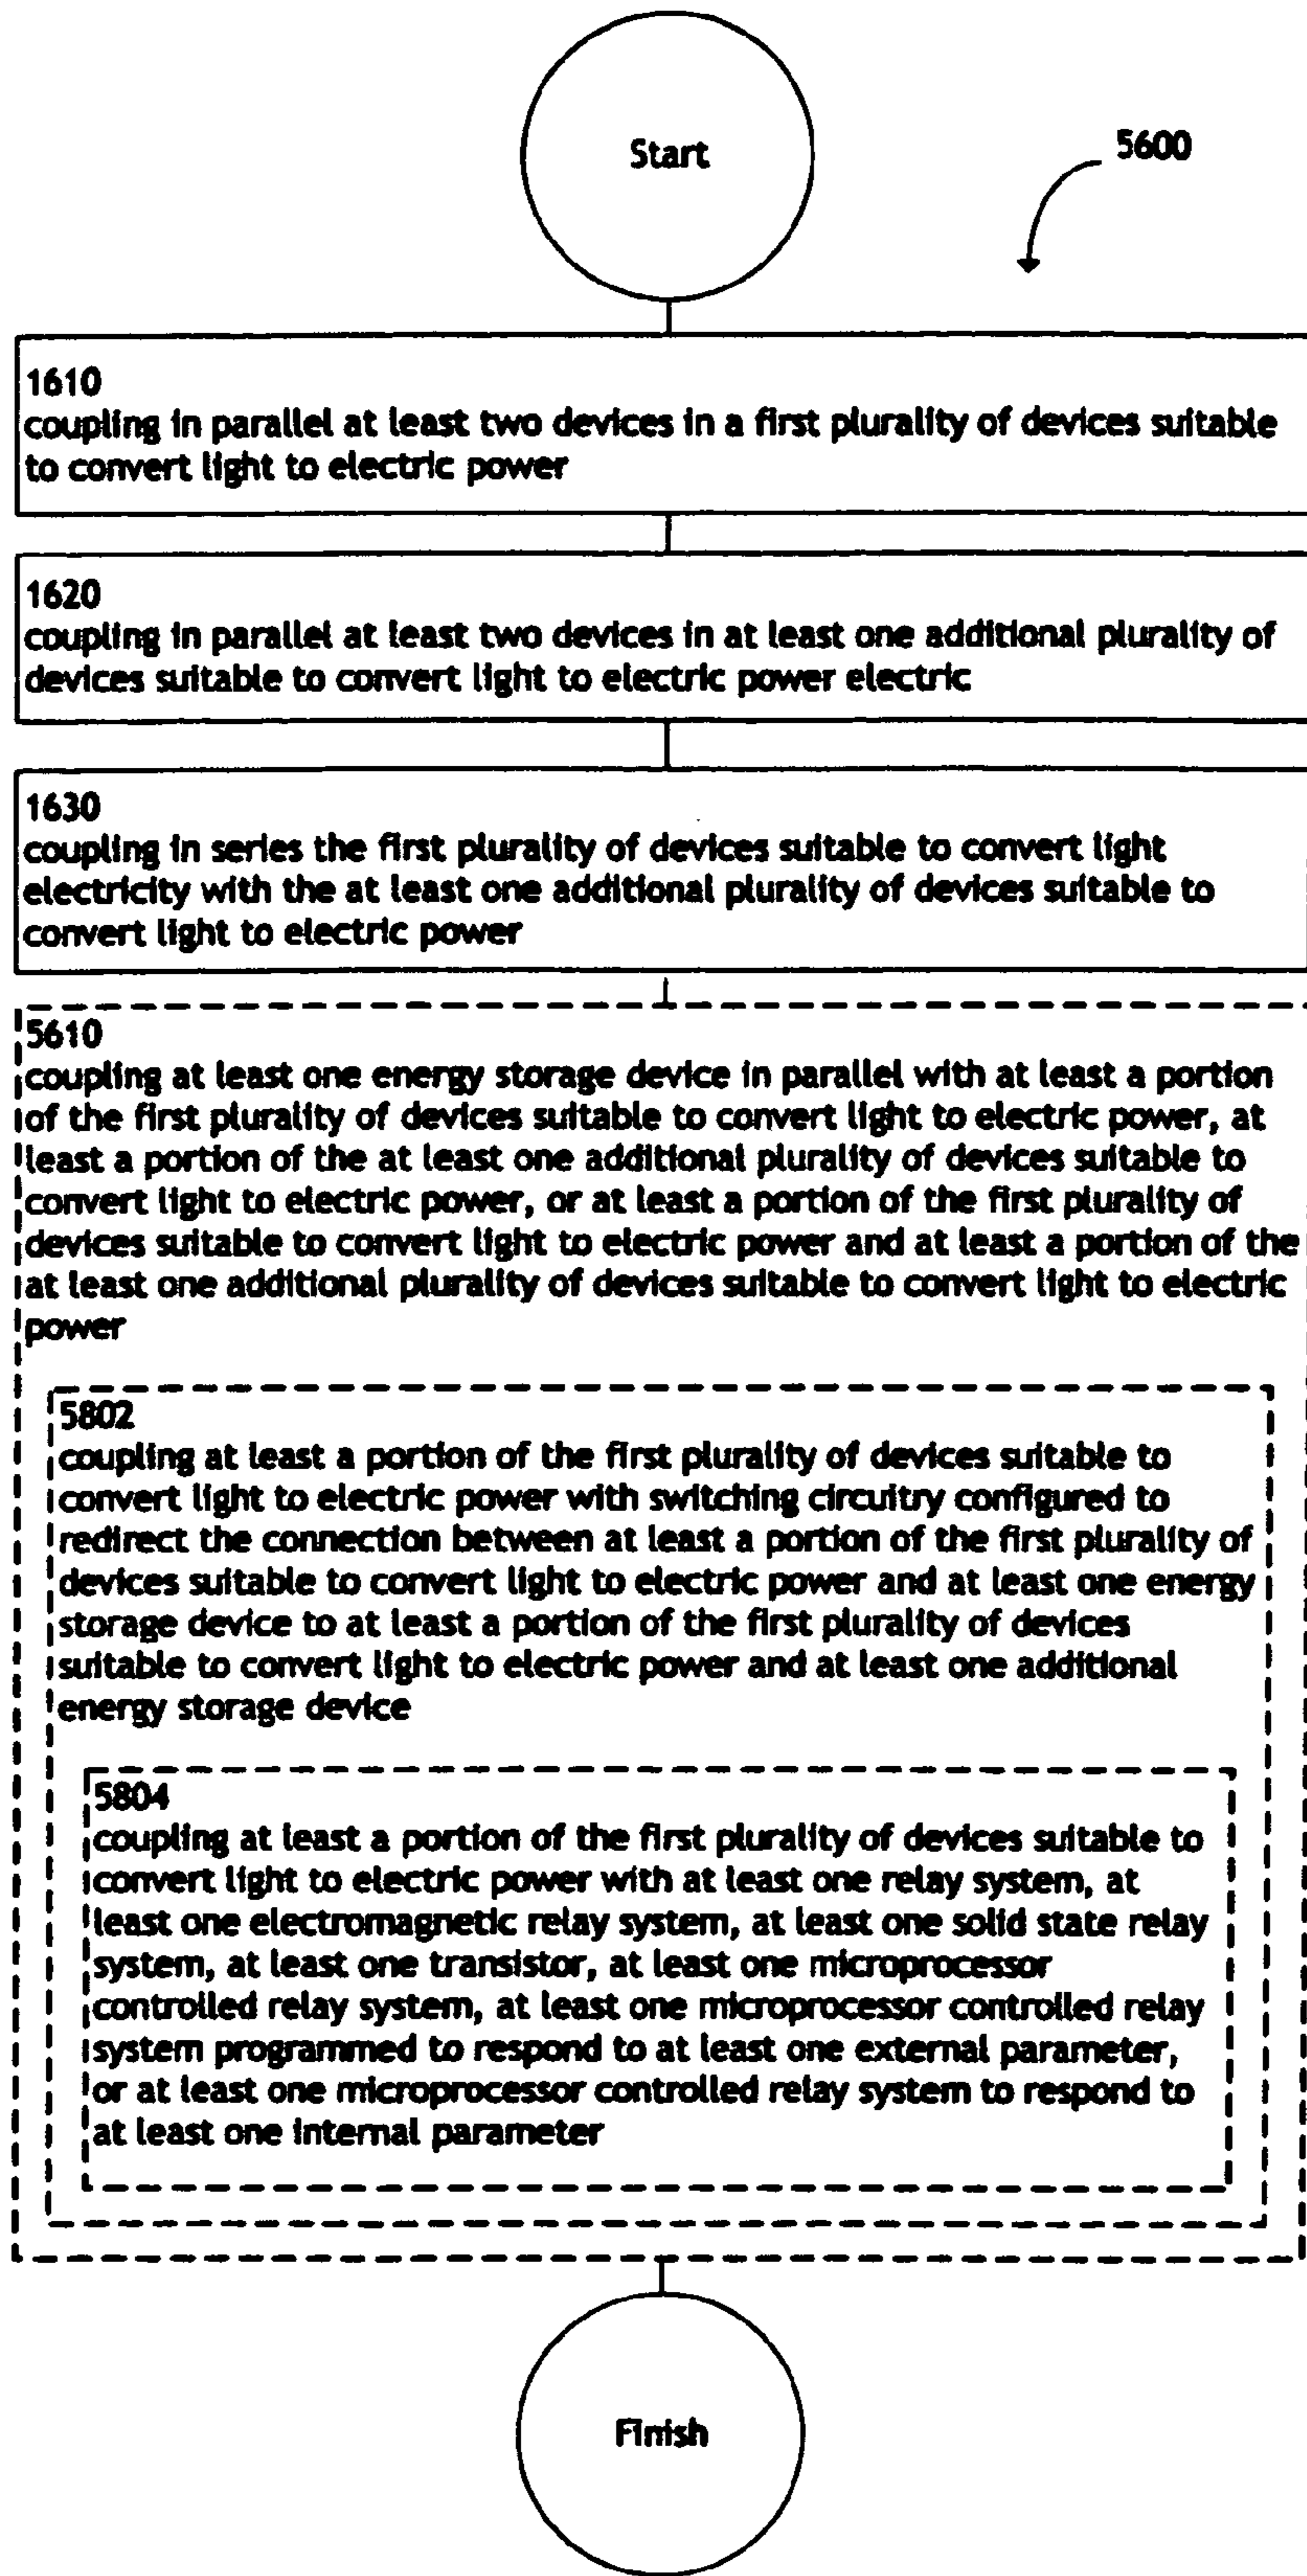 Start
5600
1610
coupling in parallel at least two devices in a first plurality of devices suitable
to convert light to electric power
1620
coupling in parallel at least two devices in at least one additional plurality of
devices suitable to convert light to electric power electric
1630
coupling in series the first plurality of devices suitable to convert light
electricity with the at least one additional plurality of devices suitable to
convert light to electric power
5610
coupling at least one energy storage device in parallel with at least a portion
of the first plurality of devices suitable to convert light to electric power, at
least a portion of the at least one additional plurality of devices suitable to
convert light to electric power, or at least a portion of the first plurality of
devices suitable to convert light to electric power and at least a portion of the
at least one additional plurality of devices suitable to convert light to electric
power
5802
coupling at least a portion of the first plurality of devices suitable to
convert light to electric power with switching circuitry configured to
redirect the connection between at least a portion of the first plurality of
devices suitable to convert light to electric power and at least one energy
storage device to at least a portion of the first plurality of devices
suitable to convert light to electric power and at least one additional
energy storage device
5804
coupling at least a portion of the first plurality of devices suitable to
convert light to electric power with at least one relay system, at
least one electromagnetic relay system, at least one solid state relay
system, at least one transistor, at least one microprocessor
controlled relay system, at least one microprocessor controlled relay
system programmed to respond to at least one external parameter,
or at least one microprocessor controlled relay system to respond to
at least one internal parameter
Finish